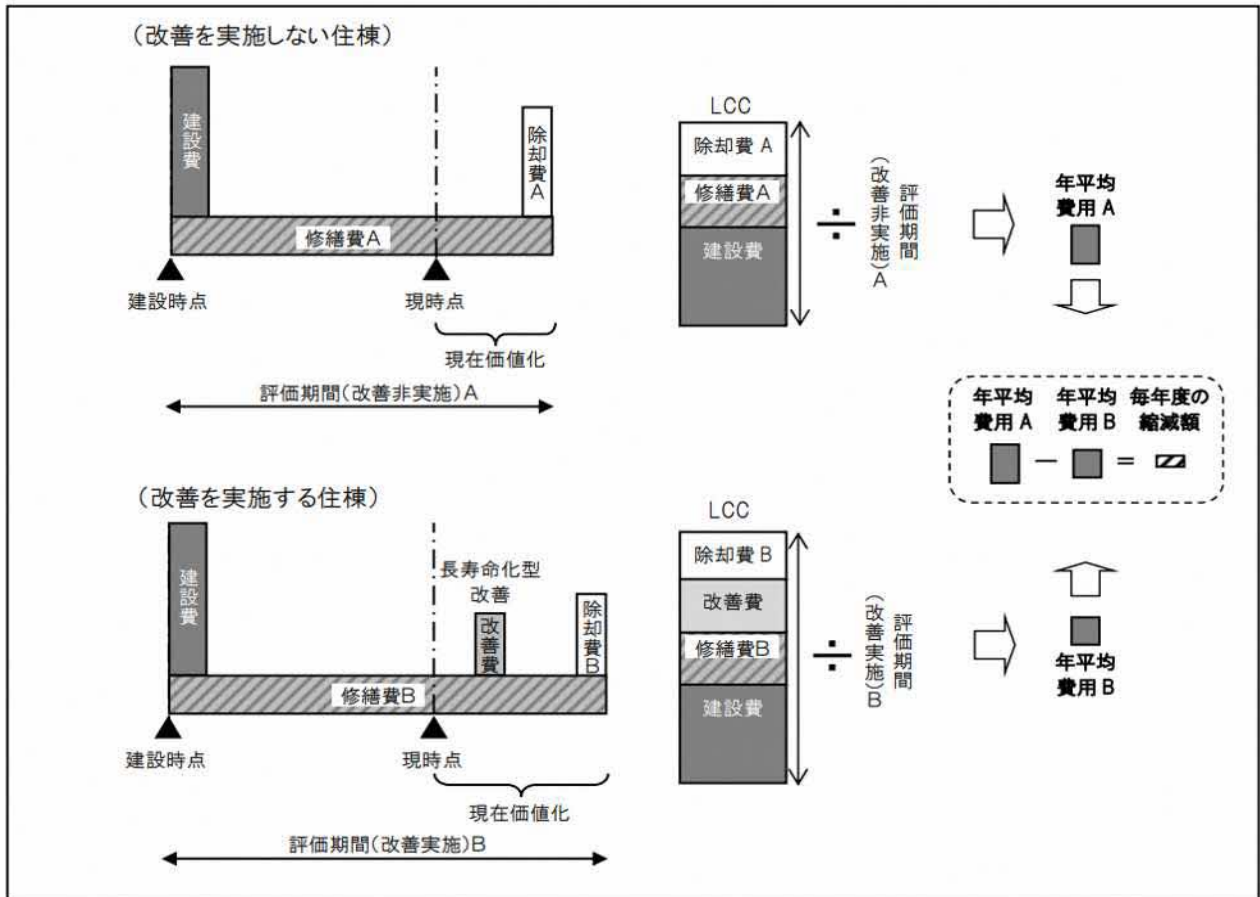 （改善を実施しない住棟）
建設費
除却費A
修繕費A
建設時点
現時点
現在価値化
評価期間（改善非実施）A
LCC
除却費A
修繕費A
建設費
÷
評価期間
（改善非実施）A
年平均
費用A
年平均
費用A
年平均
費用B
毎年度の
縮減額
－
＝
（改善を実施する住棟）
建設費
長寿命化型
改善
改善費
除却費B
修繕費B
建設時点
現時点
現在価値化
評価期間（改善実施）B
LCC
除却費B
改善費
修繕費B
建設費
÷
評価期間
（改善実施）B
年平均
費用B